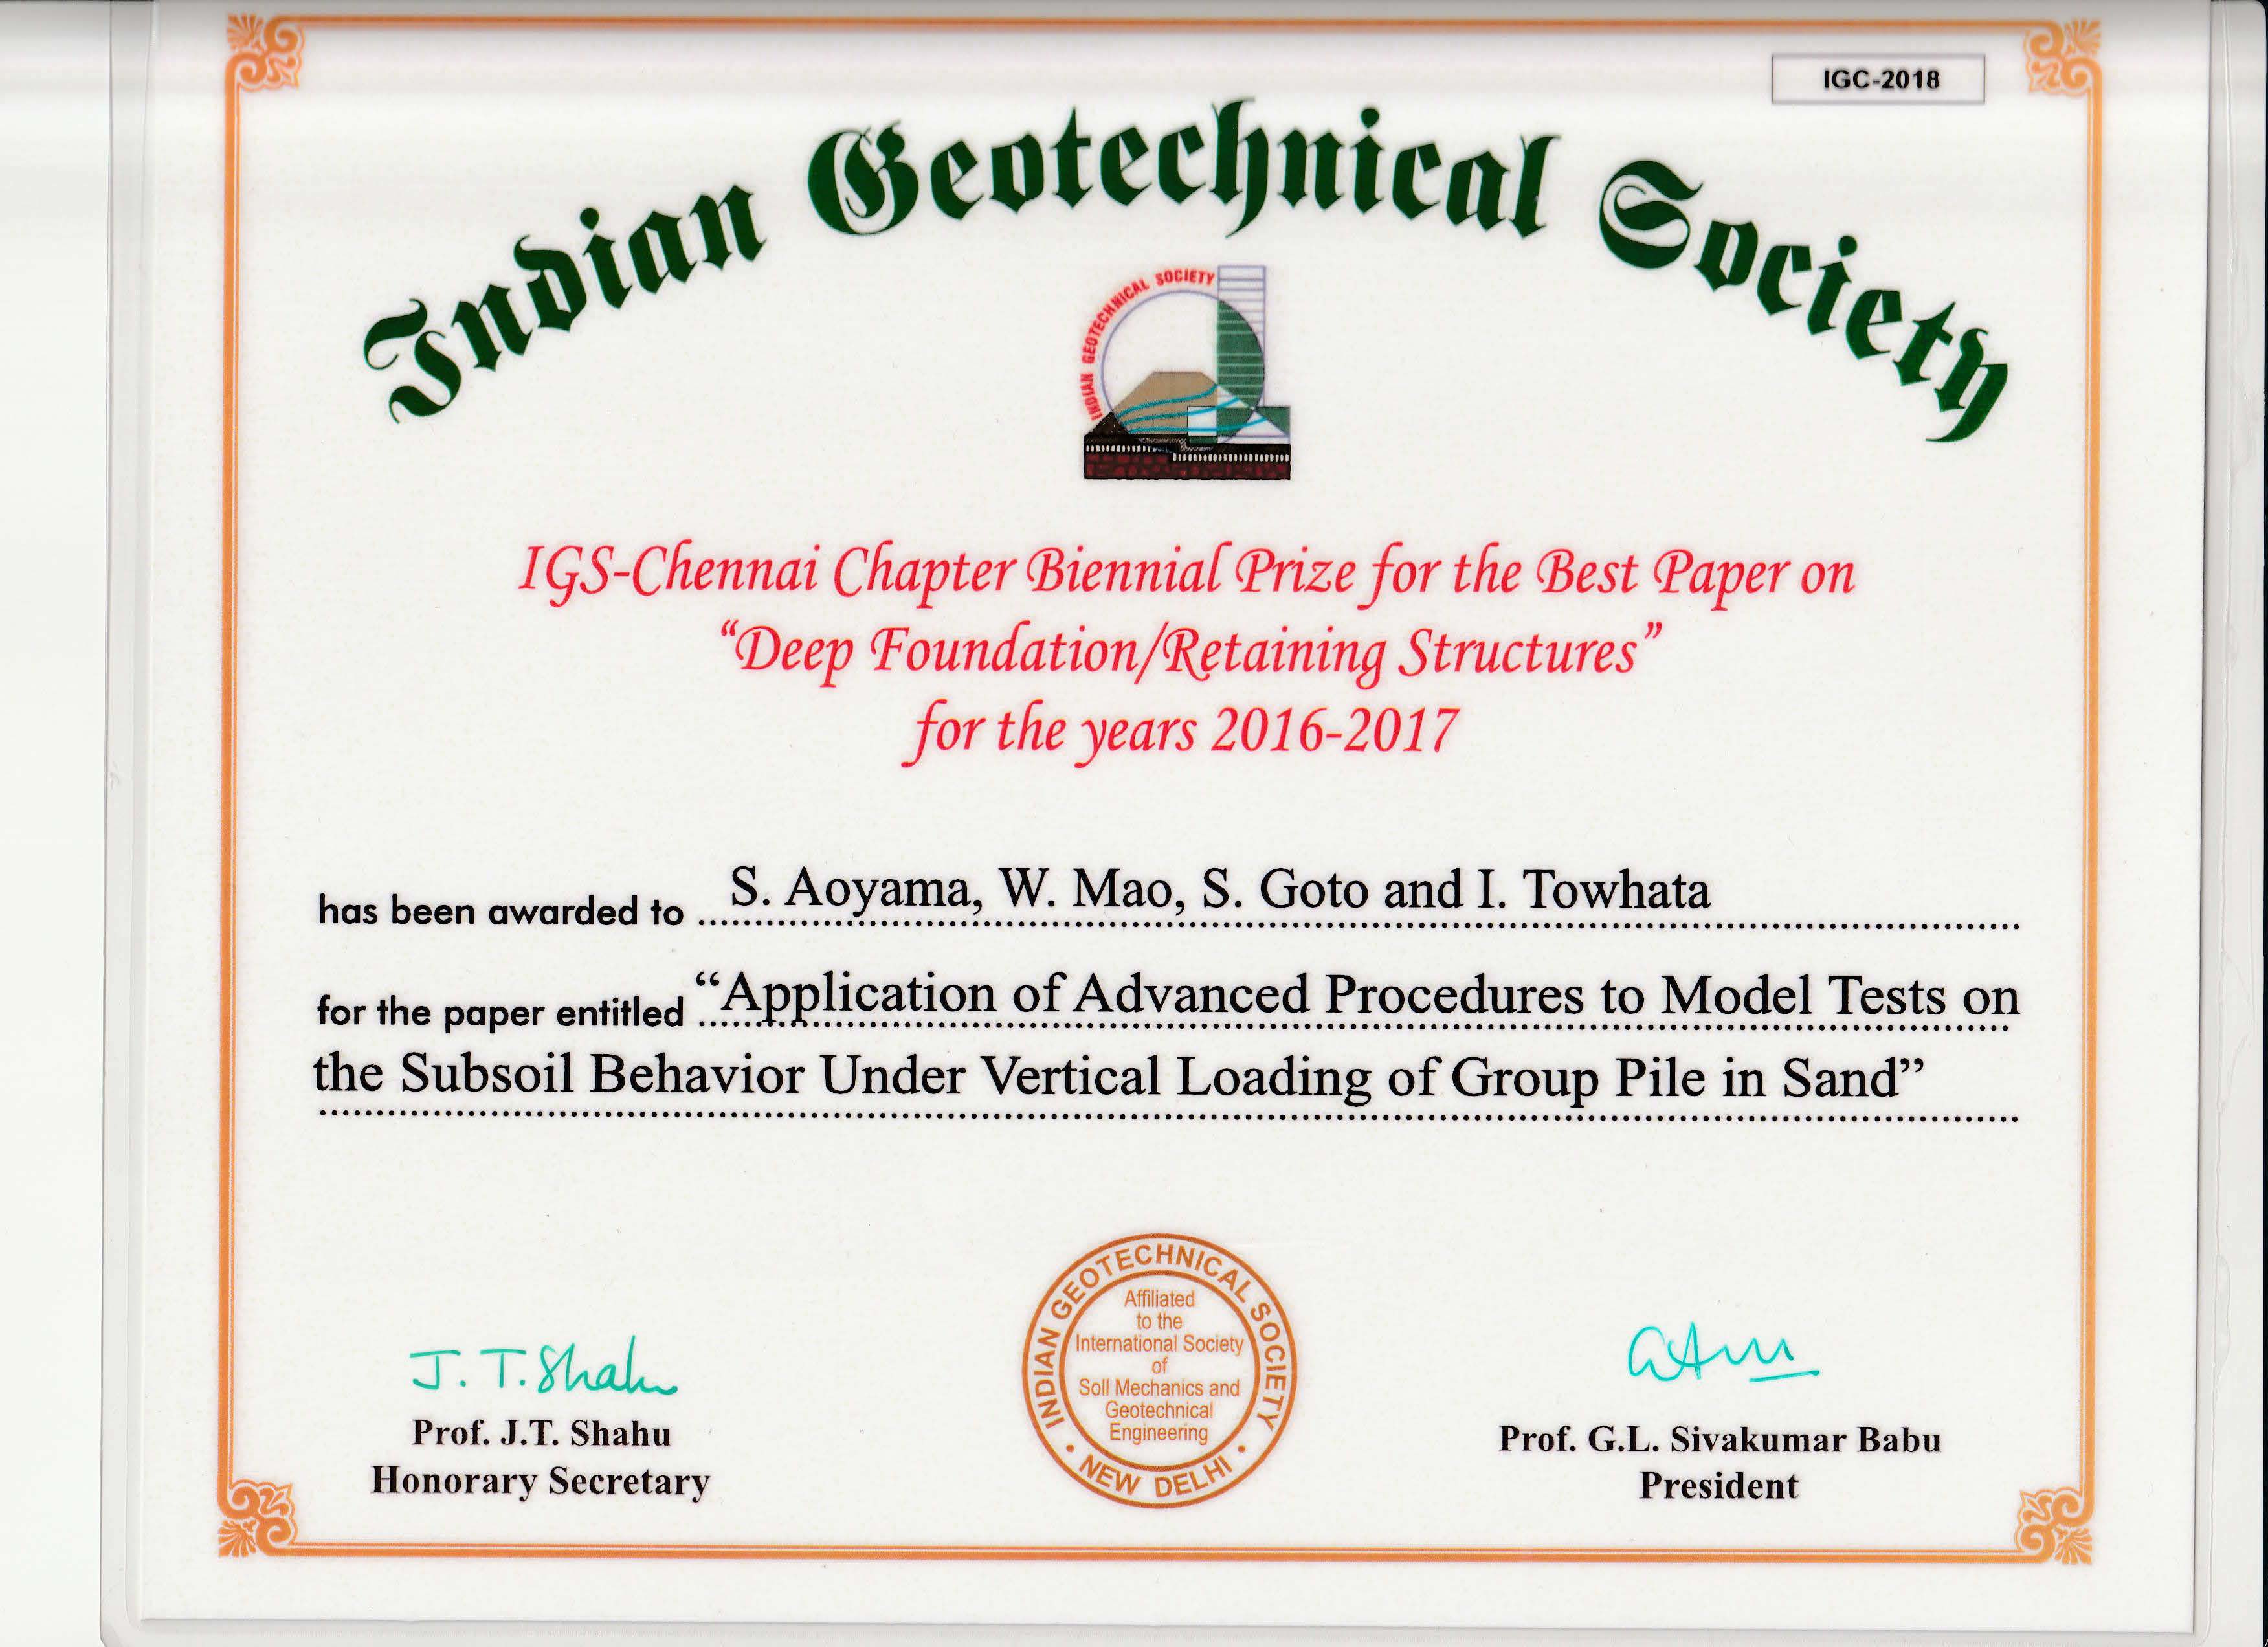 IGC-2018
Indian Geotechnical Society
INDIAN GEOTECHNICAL SOCIETY
IGS-Chennai Chapter Biennial Prize for the Best Paper on
“Deep Foundation/Retaining Structures”
for the years 2016-2017
has been awarded to S. Aoyama, W. Mao, S. Goto and I. Towhata
for the paper entitled “Application of Advanced Procedures to Model Tests on
the Subsoil Behavior Under Vertical Loading of Group Pile in Sand”
INDIAN GEOTECHNICAL SOCIETY
Affiliated
to the
International Society
of
Soll Mechanics and
Geotechnical
Engineering
• NEW DELHI •
J. T. Shahu
Prof. J.T. Shahu
Honorary Secretary
Prof. G.L. Sivakumar Babu
President